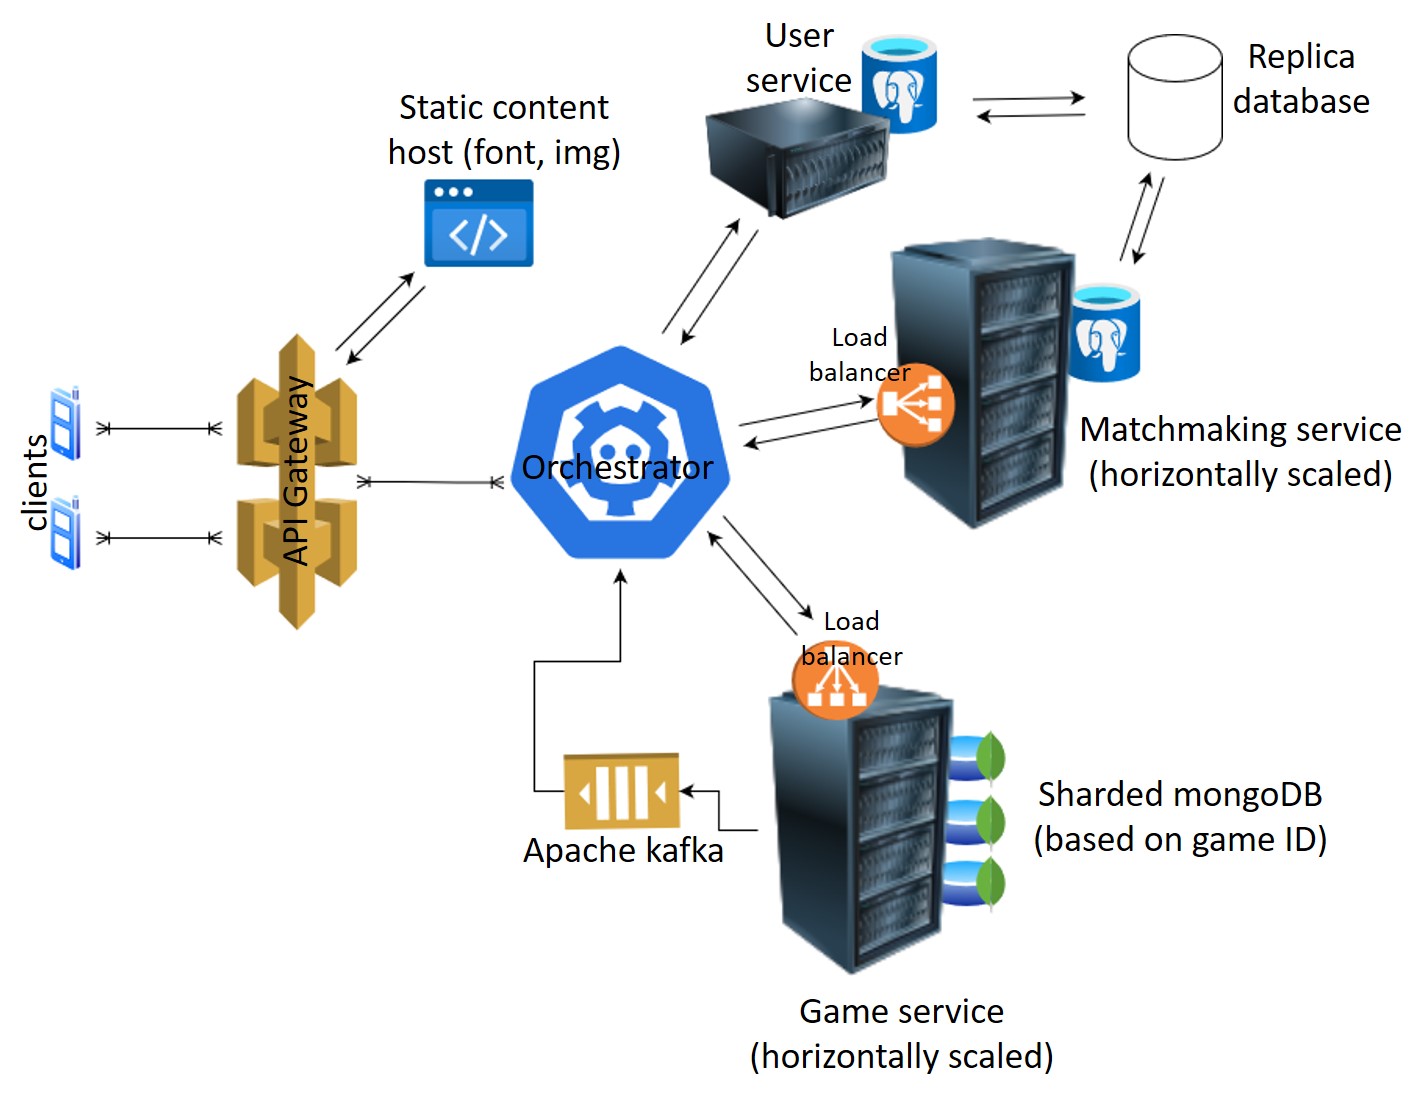 User
service
Replica
database
Static content
host (font, img)
Load
balancer
Matchmaking service
(horizontally scaled)
clients
API Gateway
Orchestrator
Load
balancer
Apache kafka
Sharded mongoDB
(based on game ID)
Game service
(horizontally scaled)